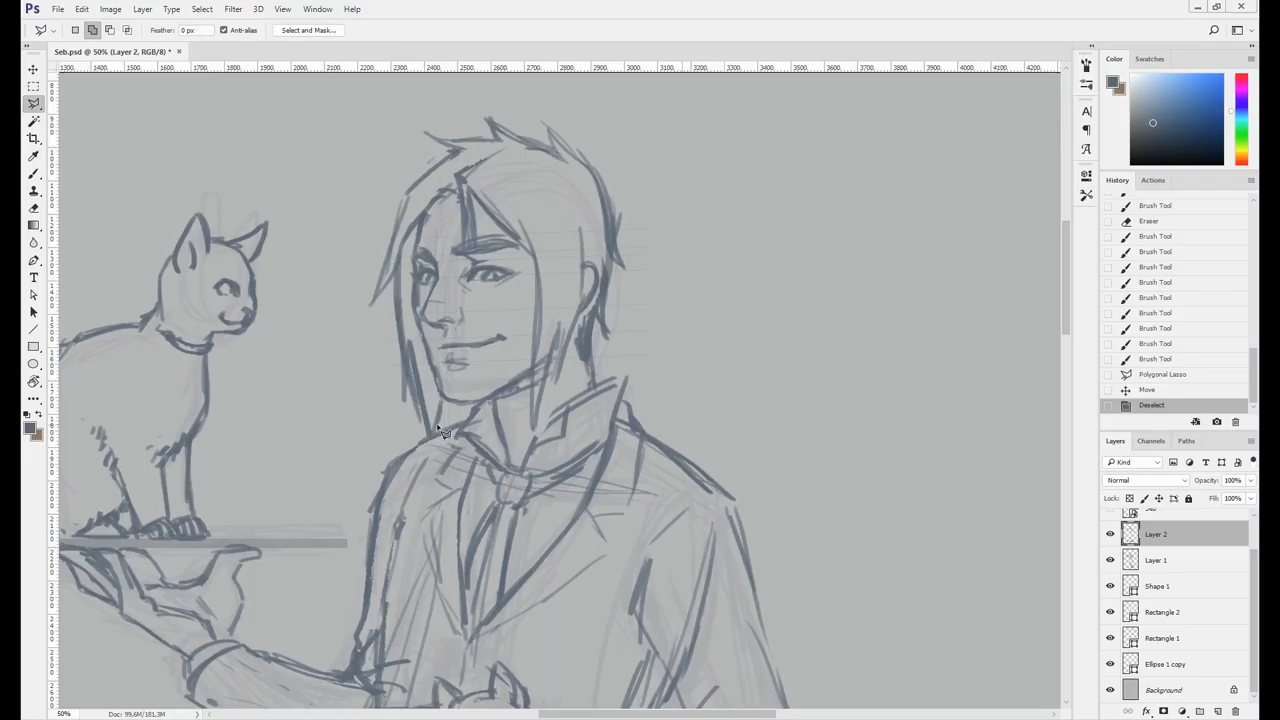 Ps File Edit Image Layer Type Select Filter 3D View Window Help
Feather: 0 px Anti-alias Select and Mask...
Seb.psd @ 50% (Layer 2, RGB/8) * ×
1300 1400 1500 1600 1700 1800 1900 2000 2100 2200 2300 2400 2500 2600 2700 2800 2900 3000 3100 3200 3300 3400 3500 3600 3700 3800 3900 4000 4100 4200
Color Swatches
History Actions
Brush Tool
Eraser
Brush Tool
Brush Tool
Brush Tool
Brush Tool
Brush Tool
Brush Tool
Brush Tool
Brush Tool
Brush Tool
Polygonal Lasso
Move
Deselect
Layers Channels Paths
Kind
Normal Opacity: 100%
Lock: Fill: 100%
Layer 2
Layer 1
Shape 1
Rectangle 2
Rectangle 1
Ellipse 1 copy
Background
50% Doc: 99,6M/181,3M